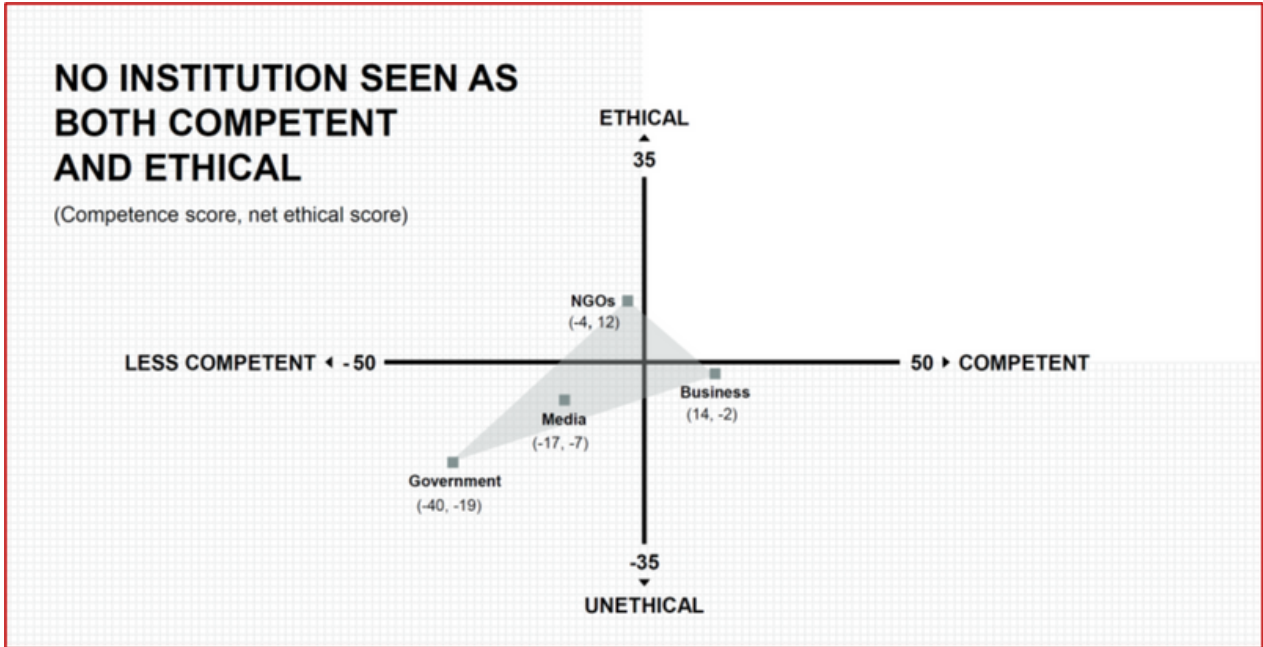 NO INSTITUTION SEEN AS
BOTH COMPETENT
AND ETHICAL
(Competence score, net ethical score)
ETHICAL
35
NGOs
(-4, 12)
LESS COMPETENT - 50
50 COMPETENT
Business
(14, -2)
Media
(-17, -7)
Government
(-40, -19)
-35
UNETHICAL